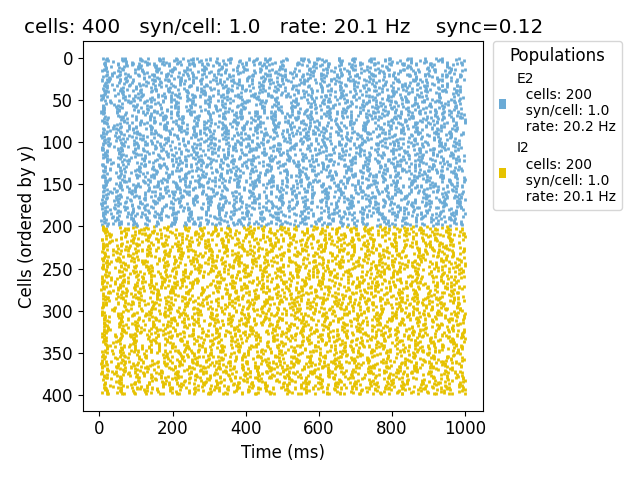 cells: 400   syn/cell: 1.0   rate: 20.1 Hz    sync=0.12
Populations
E2
cells: 200
syn/cell: 1.0
rate: 20.2 Hz
I2
cells: 200
syn/cell: 1.0
rate: 20.1 Hz
Cells (ordered by y)
0
50
100
150
200
250
300
350
400
0 200 400 600 800 1000
Time (ms)